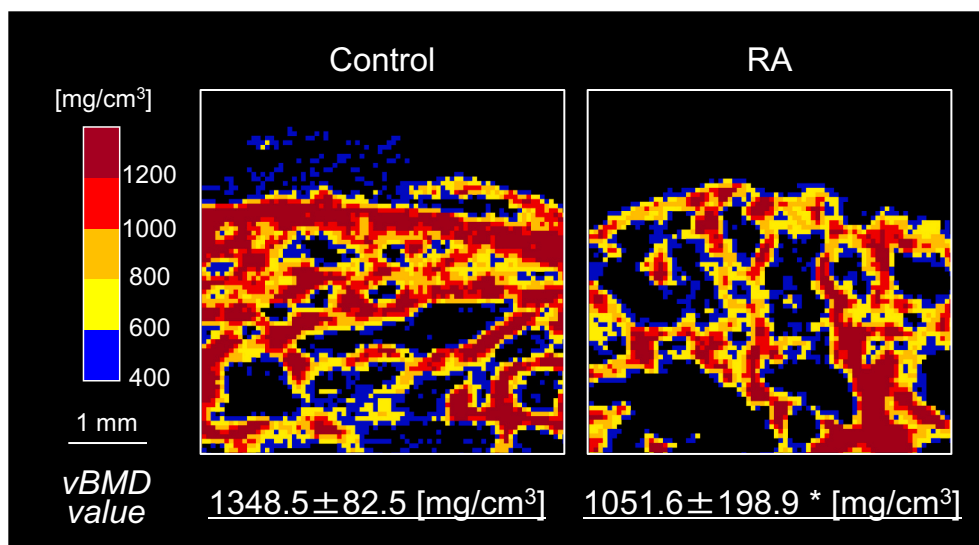 Control
RA
[mg/cm³]
1200
1000
800
600
400
1 mm
vBMD
value
1348.5±82.5 [mg/cm³]
1051.6±198.9 * [mg/cm³]